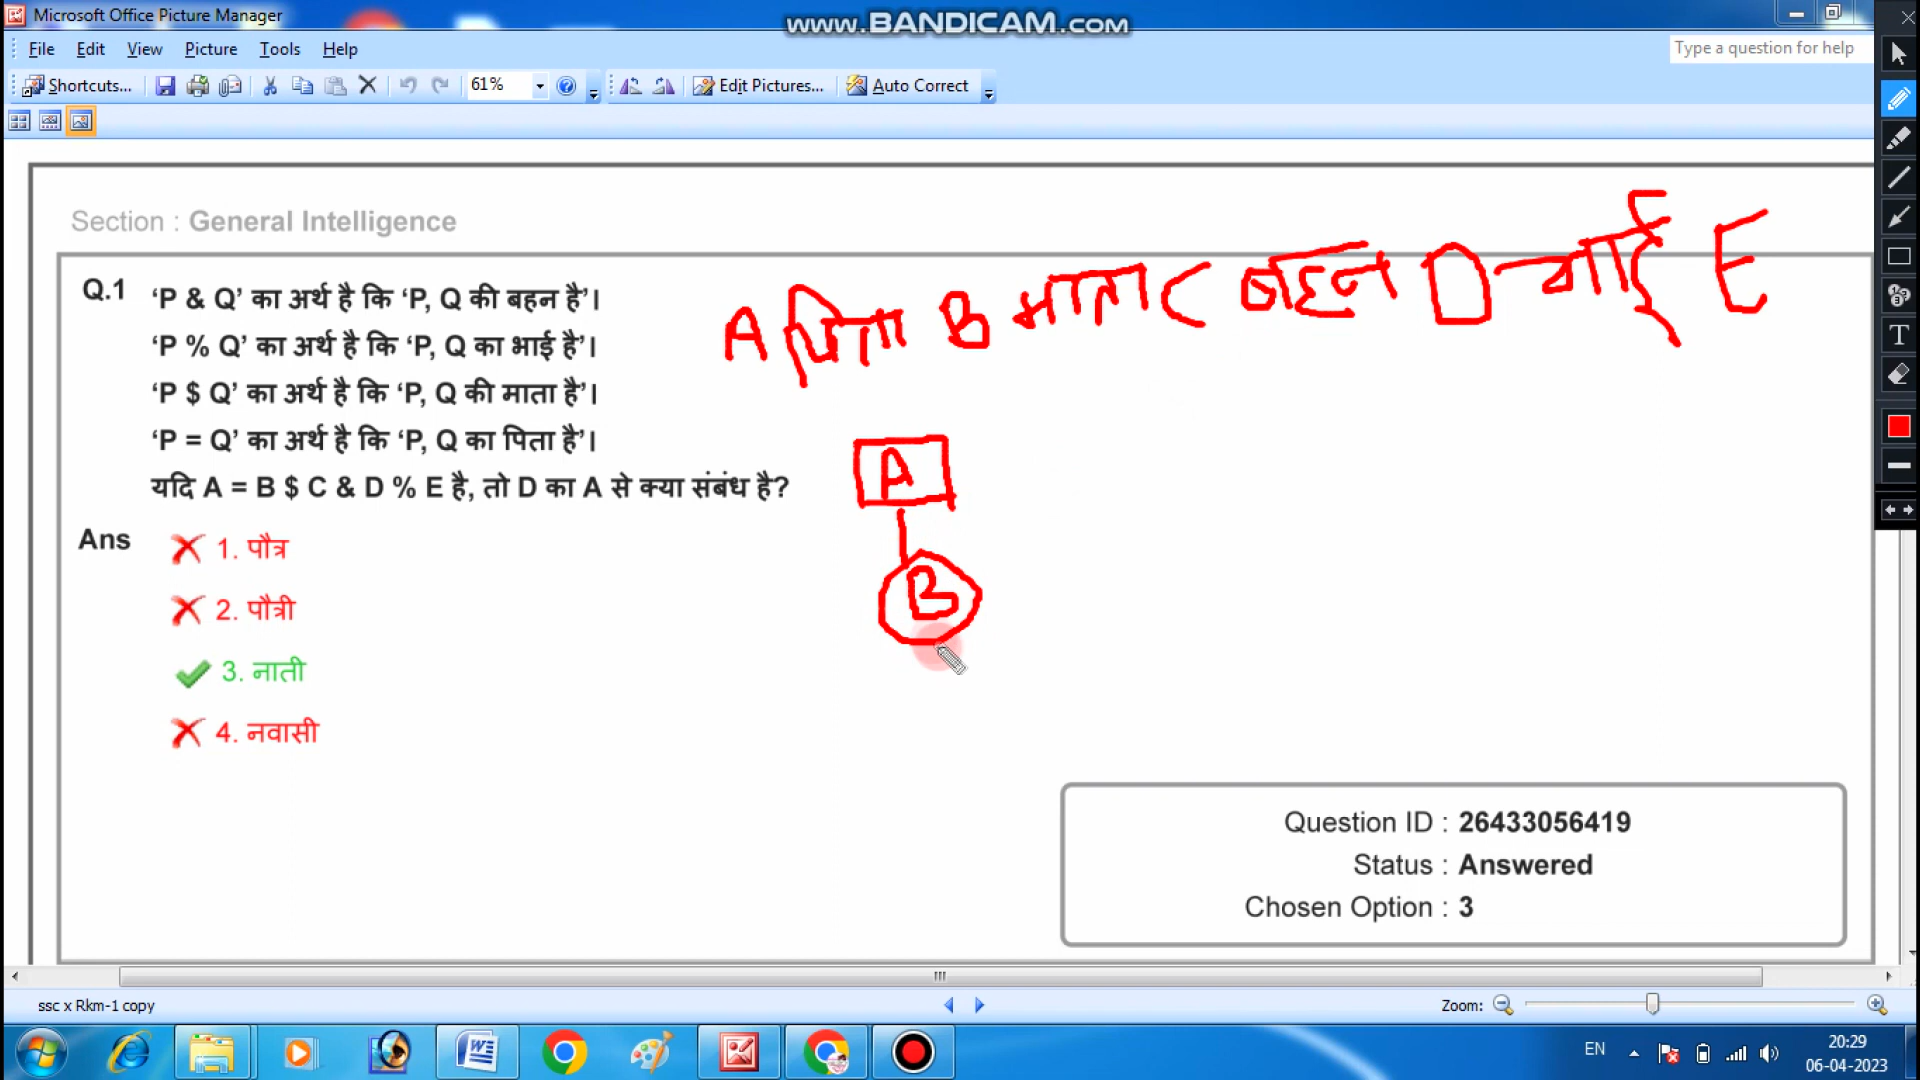 Microsoft Office Picture Manager
www.BANDICAM.com
File Edit View Picture Tools Help
Type a question for help
Shortcuts... 61% Edit Pictures... Auto Correct
Section : General Intelligence
A पिता B माता C बहन D भाई E
Q.1 ‘P & Q’ का अर्थ है कि ‘P, Q की बहन है’।
‘P % Q’ का अर्थ है कि ‘P, Q का भाई है’।
‘P $ Q’ का अर्थ है कि ‘P, Q की माता है’।
‘P = Q’ का अर्थ है कि ‘P, Q का पिता है’।
यदि A = B $ C & D % E है, तो D का A से क्या संबंध है?
A
B
Ans 1. पौत्र
2. पौत्री
3. नाती
4. नवासी
Question ID : 26433056419
Status : Answered
Chosen Option : 3
ssc x Rkm-1 copy
Zoom:
EN
20:29
06-04-2023